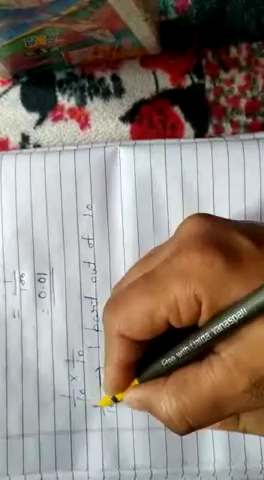 = 1/100
= 0.01
1/10 × 1/10
→ 1 part out of 10